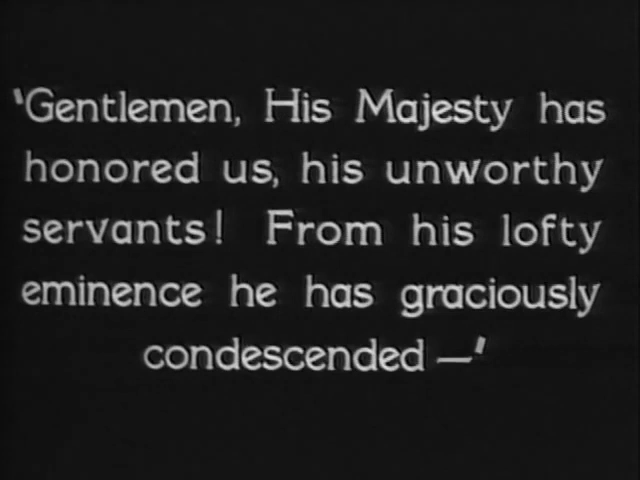 'Gentlemen, His Majesty has
honored us, his unworthy
servants! From his lofty
eminence he has graciously
condescended —'